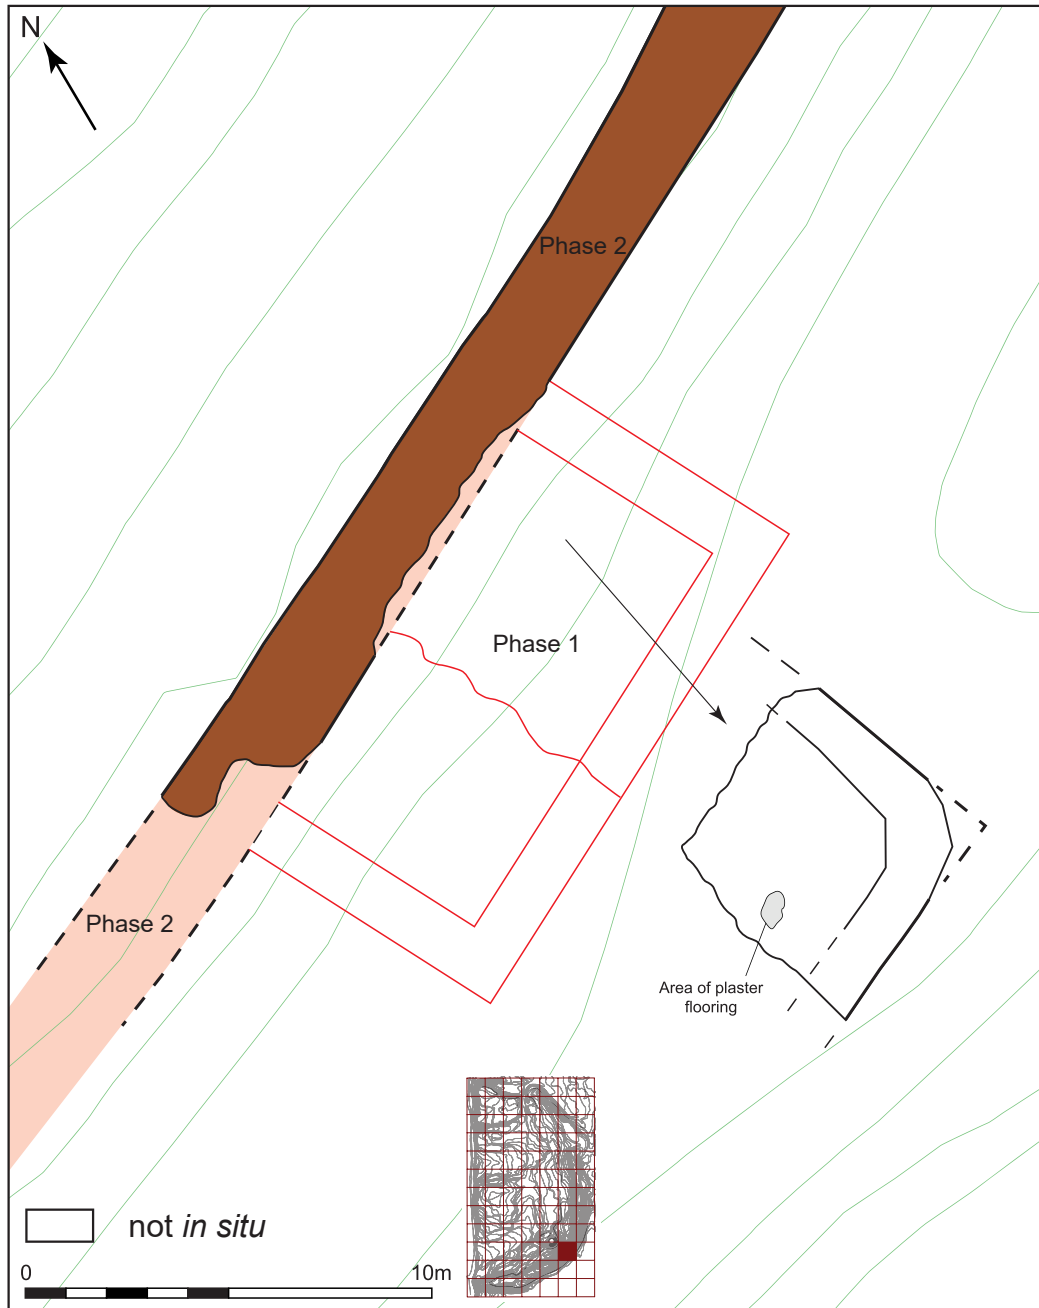 N
Phase 2
Phase 1
Phase 2
Area of plaster
flooring
not in situ
0 10m